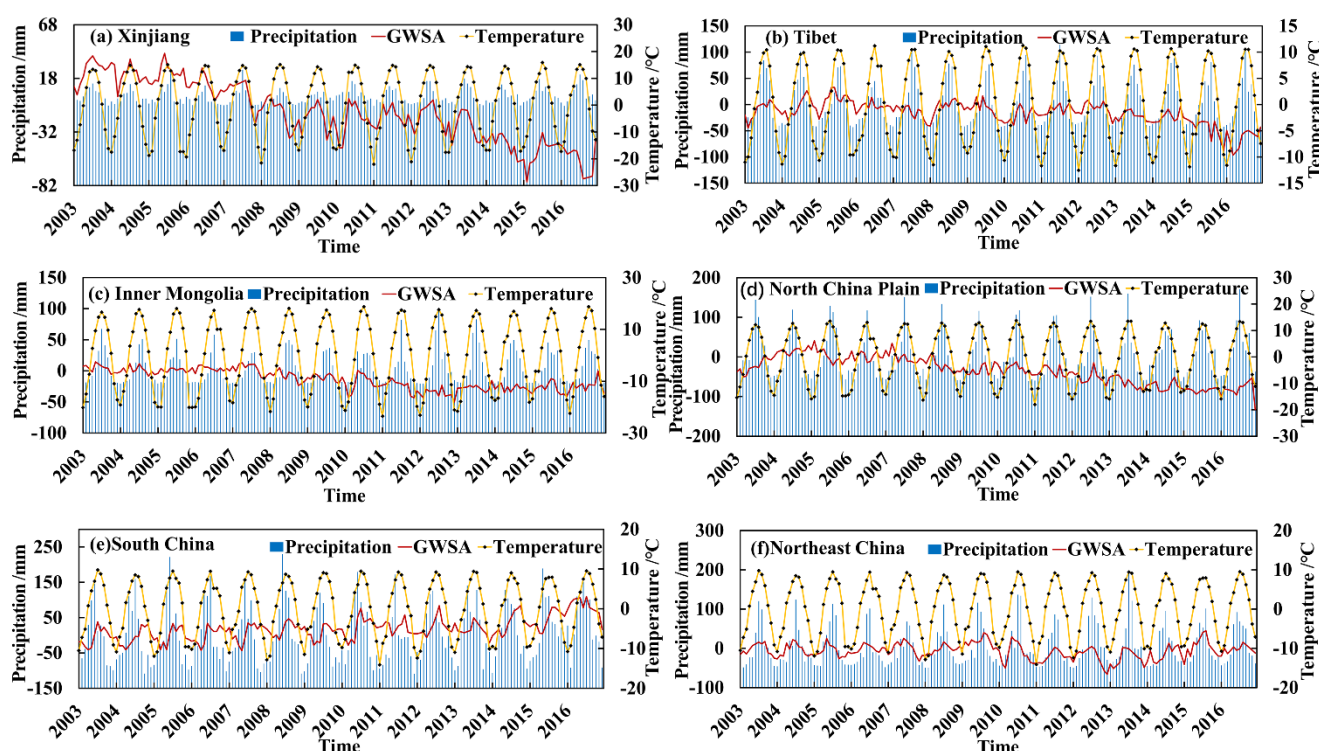 (a) Xinjiang Precipitation GWSA Temperature
Precipitation /mm
68
18
-32
-82
30
20
10
0
-10
-20
-30
Temperature /°C
2003 2004 2005 2006 2007 2008 2009 2010 2011 2012 2013 2014 2015 2016
Time
(b) Tibet Precipitation GWSA Temperature
Precipitation /mm
150
100
50
0
-50
-100
-150
15
10
5
0
-5
-10
-15
Temperature /°C
2003 2004 2005 2006 2007 2008 2009 2010 2011 2012 2013 2014 2015 2016
Time
(c) Inner Mongolia Precipitation GWSA Temperature
Precipitation /mm
150
100
50
0
-50
-100
30
10
-10
-30
Temperature /°C
2003 2004 2005 2006 2007 2008 2009 2010 2011 2012 2013 2014 2015 2016
Time
(d) North China Plain Precipitation GWSA Temperature
Precipitation /mm
200
100
0
-100
-200
30
20
10
0
-10
-20
-30
Temperature /°C
2003 2004 2005 2006 2007 2008 2009 2010 2011 2012 2013 2014 2015 2016
Time
(e)South China Precipitation GWSA Temperature
Precipitation /mm
250
150
50
-50
-150
20
10
0
-10
-20
Temperature /°C
2003 2004 2005 2006 2007 2008 2009 2010 2011 2012 2013 2014 2015 2016
Time
(f)Northeast China Precipitation GWSA Temperature
Precipitation /mm
300
200
100
0
-100
20
10
0
-10
-20
Temperature /°C
2003 2004 2005 2006 2007 2008 2009 2010 2011 2012 2013 2014 2015 2016
Time